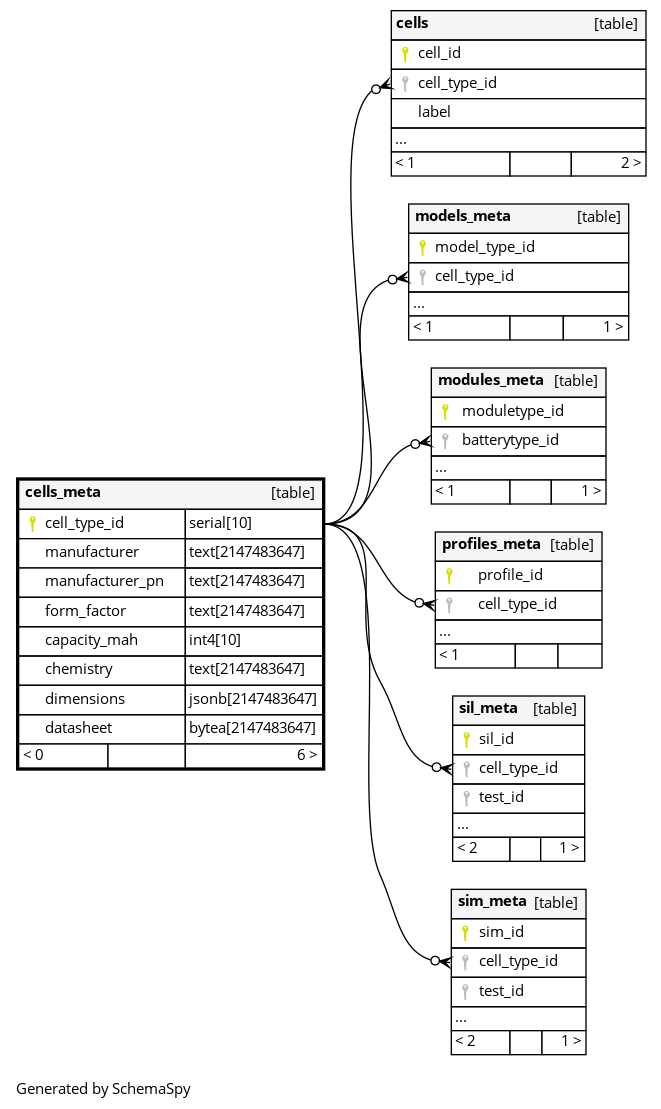 cells [table]
cell_id
cell_type_id
label
...
< 1 2 >
models_meta [table]
model_type_id
cell_type_id
...
< 1 1 >
modules_meta [table]
moduletype_id
batterytype_id
...
< 1 1 >
cells_meta [table]
cell_type_id serial[10]
manufacturer text[2147483647]
manufacturer_pn text[2147483647]
form_factor text[2147483647]
capacity_mah int4[10]
chemistry text[2147483647]
dimensions jsonb[2147483647]
datasheet bytea[2147483647]
< 0 6 >
profiles_meta [table]
profile_id
cell_type_id
...
< 1
sil_meta [table]
sil_id
cell_type_id
test_id
...
< 2 1 >
sim_meta [table]
sim_id
cell_type_id
test_id
...
< 2 1 >
Generated by SchemaSpy